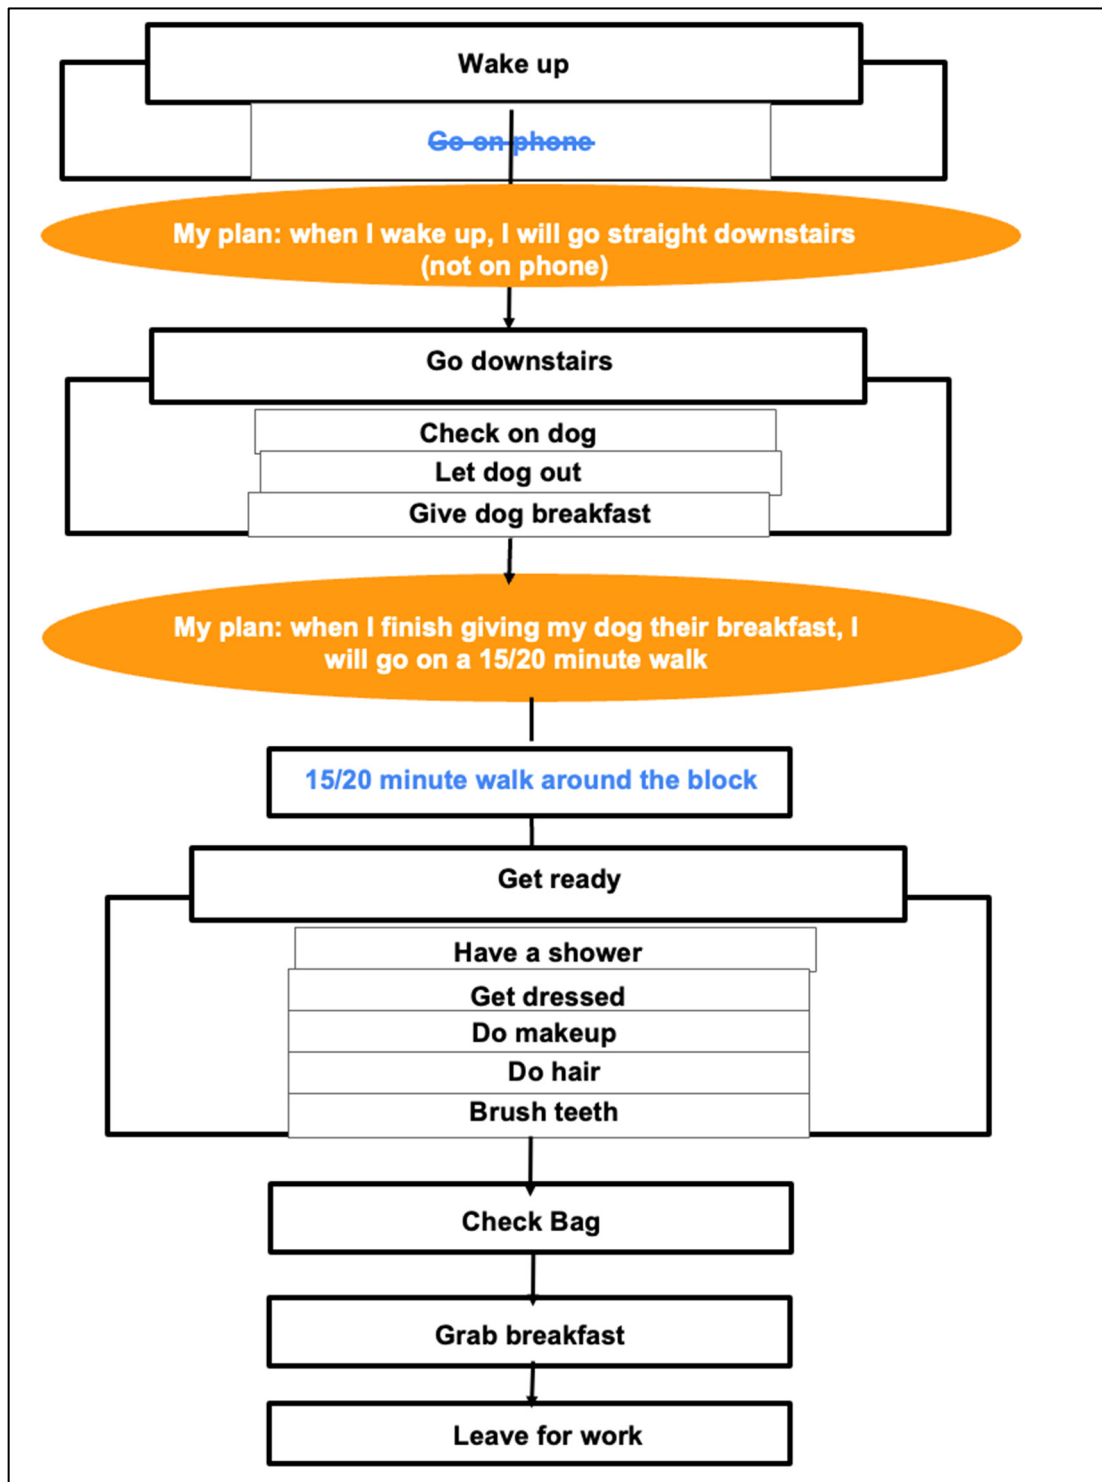 Wake up
Go on phone
My plan: when I wake up, I will go straight downstairs
(not on phone)
Go downstairs
Check on dog
Let dog out
Give dog breakfast
My plan: when I finish giving my dog their breakfast, I
will go on a 15/20 minute walk
15/20 minute walk around the block
Get ready
Have a shower
Get dressed
Do makeup
Do hair
Brush teeth
Check Bag
Grab breakfast
Leave for work